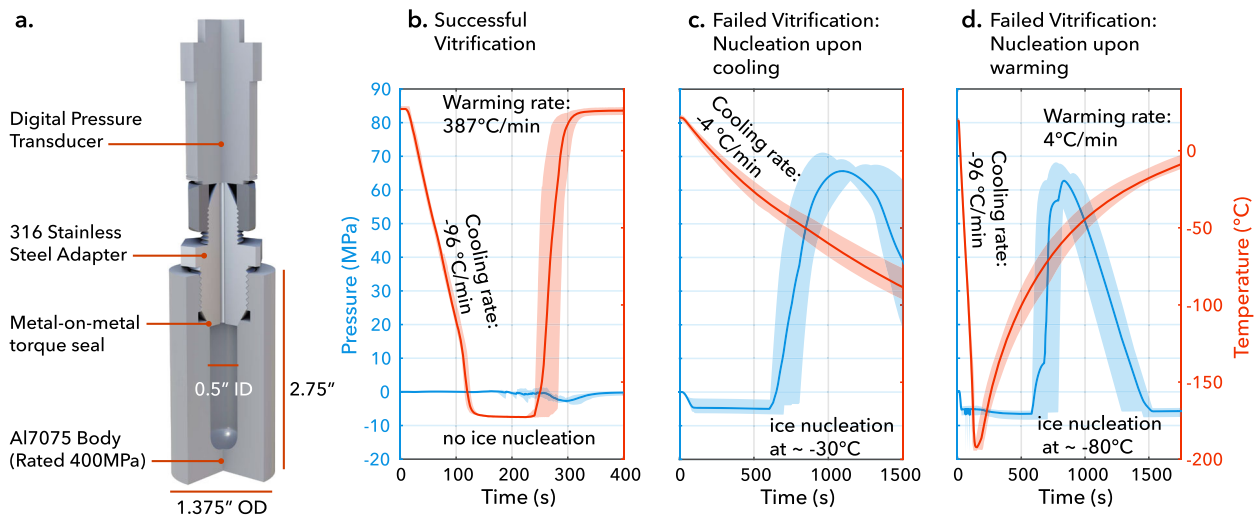 a.
Digital Pressure
Transducer
316 Stainless
Steel Adapter
Metal-on-metal
torque seal
0.5” ID
2.75”
Al7075 Body
(Rated 400MPa)
1.375” OD
b. Successful
Vitrification
Pressure (MPa)
90
80
70
60
50
40
30
20
10
0
-10
-20
Warming rate:
387°C/min
Cooling rate:
-96 °C/min
no ice nucleation
0 100 200 300 400
Time (s)
c. Failed Vitrification:
Nucleation upon
cooling
Cooling rate:
-4 °C/min
ice nucleation
at ~ -30°C
0 500 1000 1500
Time (s)
d. Failed Vitrification:
Nucleation upon
warming
Warming rate:
4°C/min
Cooling rate:
-96 °C/min
ice nucleation
at ~ -80°C
0 500 1000 1500
Time (s)
0
-50
-100
-150
-200
Temperature (°C)